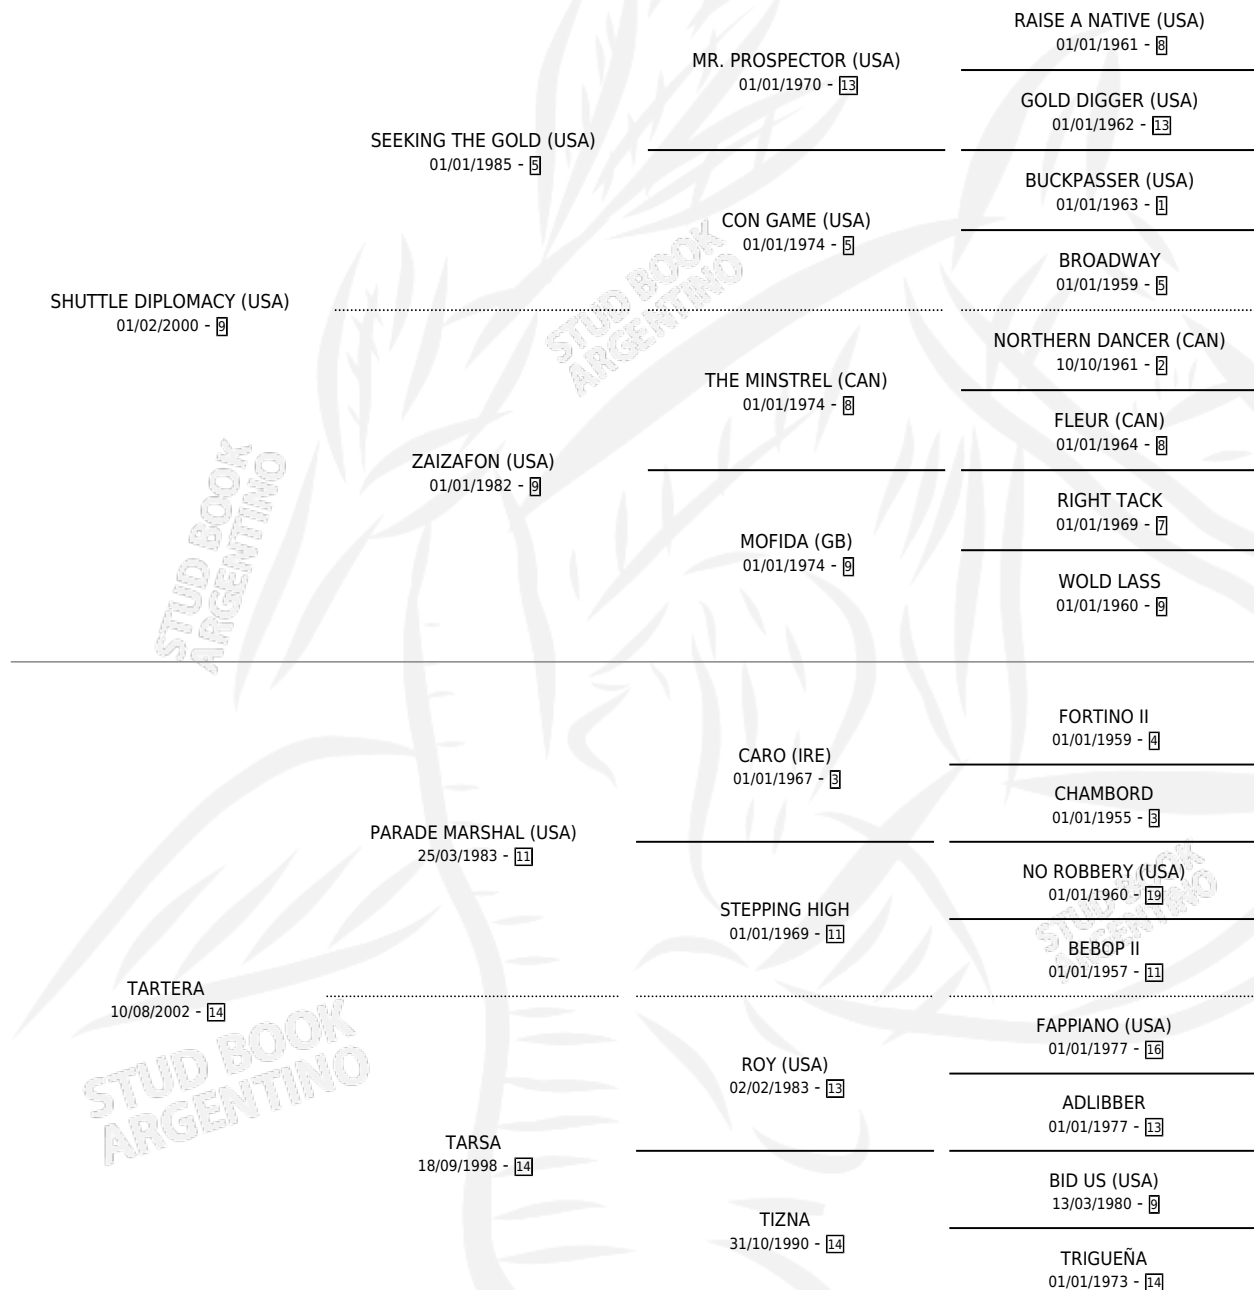 RAISE A NATIVE (USA)
01/01/1961 - 8
MR. PROSPECTOR (USA)
01/01/1970 - 13
GOLD DIGGER (USA)
01/01/1962 - 13
SEEKING THE GOLD (USA)
01/01/1985 - 5
BUCKPASSER (USA)
01/01/1963 - 1
CON GAME (USA)
01/01/1974 - 5
BROADWAY
01/01/1959 - 5
SHUTTLE DIPLOMACY (USA)
01/02/2000 - 9
NORTHERN DANCER (CAN)
10/10/1961 - 2
THE MINSTREL (CAN)
01/01/1974 - 8
FLEUR (CAN)
01/01/1964 - 8
ZAIZAFON (USA)
01/01/1982 - 9
RIGHT TACK
01/01/1969 - 7
MOFIDA (GB)
01/01/1974 - 9
WOLD LASS
01/01/1960 - 9
FORTINO II
01/01/1959 - 4
CARO (IRE)
01/01/1967 - 3
CHAMBORD
01/01/1955 - 3
PARADE MARSHAL (USA)
25/03/1983 - 11
NO ROBBERY (USA)
01/01/1960 - 19
STEPPING HIGH
01/01/1969 - 11
BEBOP II
01/01/1957 - 11
TARTERA
10/08/2002 - 14
FAPPIANO (USA)
01/01/1977 - 16
ROY (USA)
02/02/1983 - 13
ADLIBBER
01/01/1977 - 13
TARSA
18/09/1998 - 14
BID US (USA)
13/03/1980 - 9
TIZNA
31/10/1990 - 14
TRIGUEÑA
01/01/1973 - 14
STUD BOOK
ARGENTINO
STUD BOOK
ARGENTINO
STUD BOOK
ARGENTINO
STUD BOOK
ARGENTINO